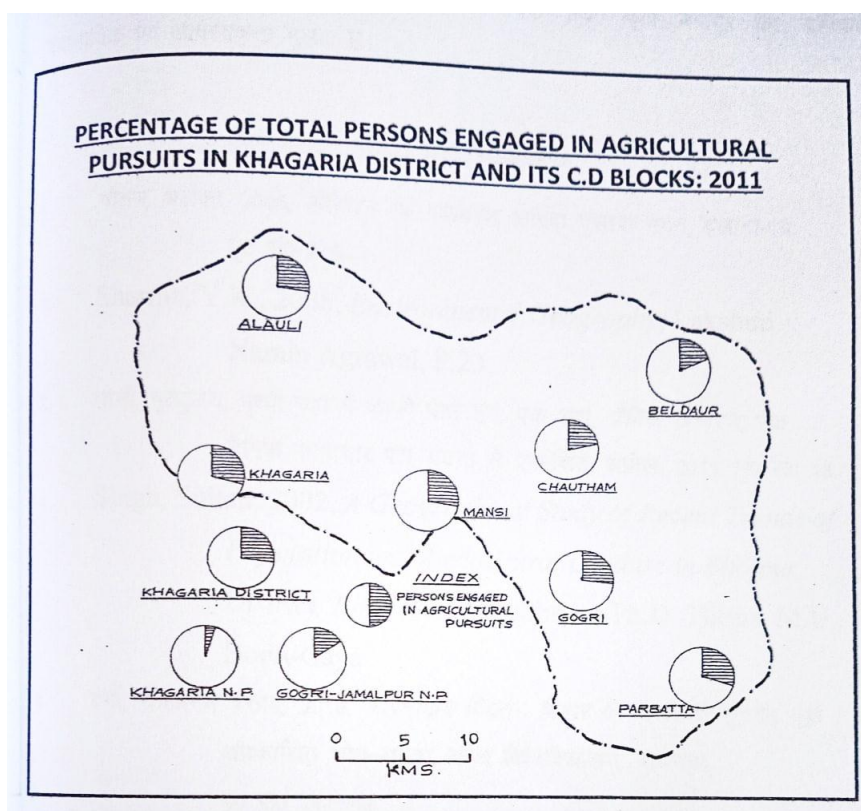 PERCENTAGE OF TOTAL PERSONS ENGAGED IN AGRICULTURAL
PURSUITS IN KHAGARIA DISTRICT AND ITS C.D BLOCKS: 2011
ALAULI
BELDAUR
KHAGARIA
CHAUTHAM
MANSI
KHAGARIA DISTRICT
INDEX
PERSONS ENGAGED
IN AGRICULTURAL
PURSUITS
GOGRI
KHAGARIA N.P.
GOGRI-JAMALPUR N.P.
PARBATTA
0 5 10
KMS.